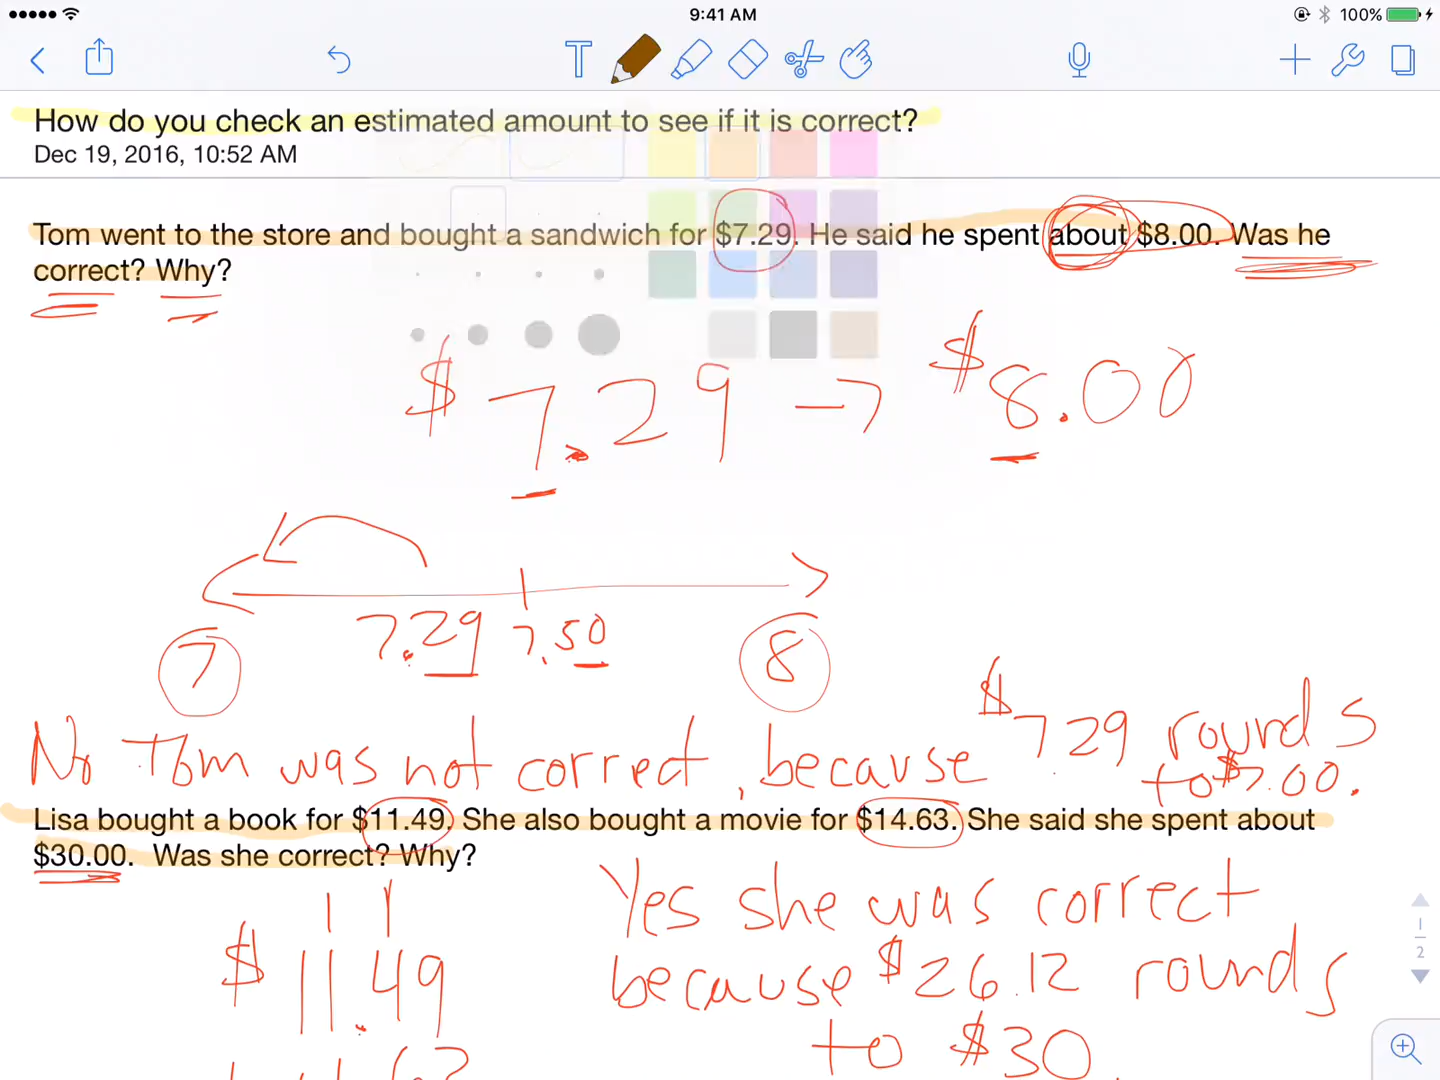 9:41 AM
100%
T
How do you check an estimated amount to see if it is correct?
Dec 19, 2016, 10:52 AM
Tom went to the store and bought a sandwich for $7.29. He said he spent about $8.00. Was he
correct? Why?
$7.29 → $8.00
7.29 7.50
7 8
No Tom was not correct, because $7.29 rounds
to $7.00.
Lisa bought a book for $11.49. She also bought a movie for $14.63. She said she spent about
$30.00. Was she correct? Why?
1 1
$11.49
Yes she was correct
because $26.12 rounds
to $30.
1
2